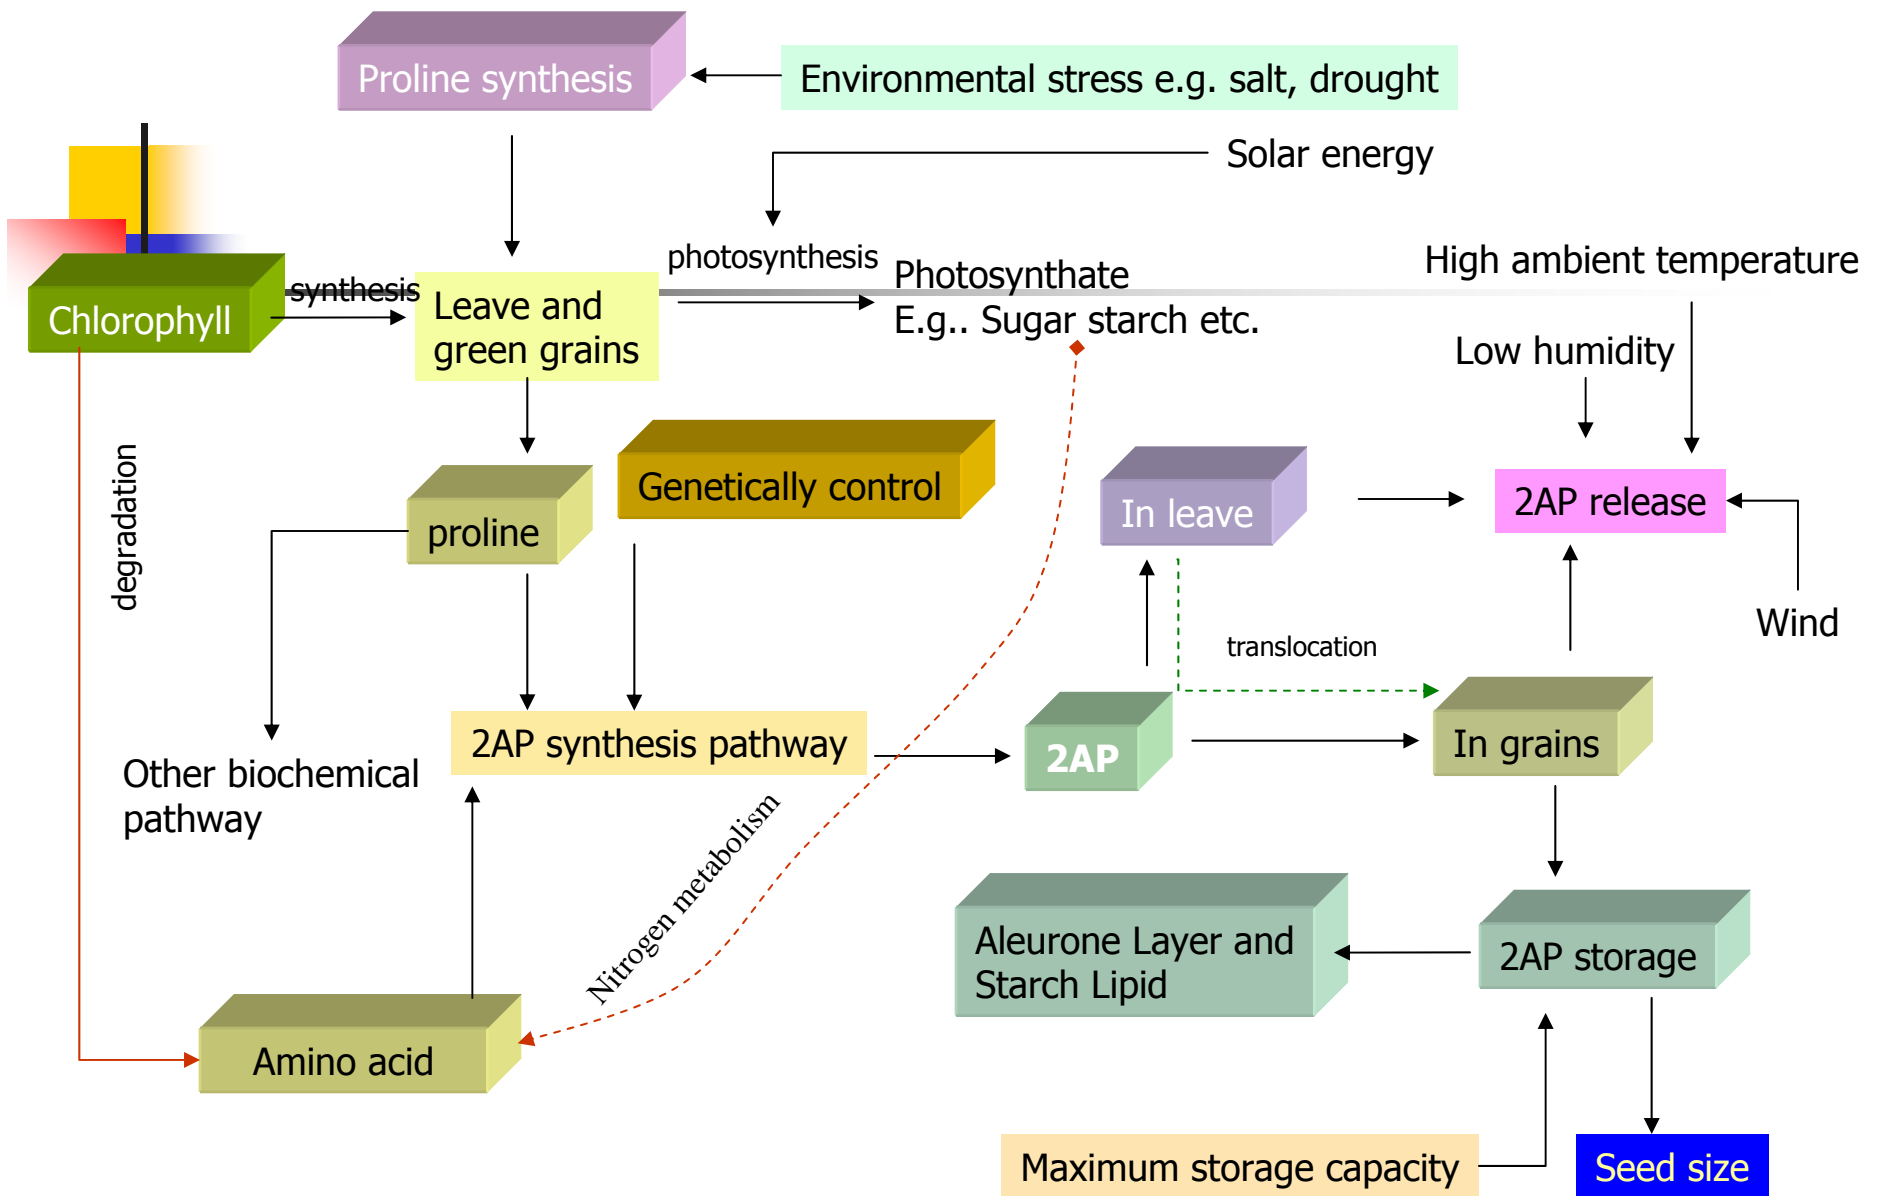 Proline synthesis
Environmental stress e.g. salt, drought
Solar energy
photosynthesis
High ambient temperature
Photosynthate
E.g.. Sugar starch etc.
synthesis
Chlorophyll
Leave and
green grains
Low humidity
degradation
Genetically control
In leave
2AP release
proline
Wind
translocation
2AP synthesis pathway
2AP
In grains
Other biochemical
pathway
Nitrogen metabolism
Aleurone Layer and
Starch Lipid
2AP storage
Amino acid
Maximum storage capacity
Seed size